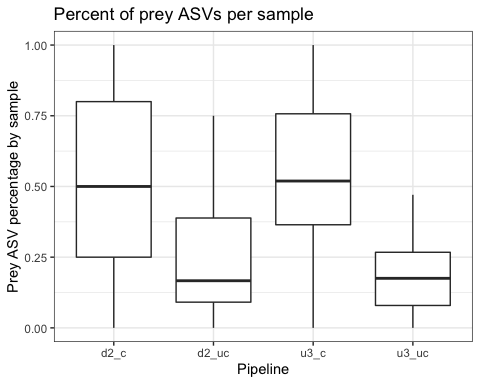 Percent of prey ASVs per sample
Prey ASV percentage by sample
1.00
0.75
0.50
0.25
0.00
d2_c d2_uc u3_c u3_uc
Pipeline